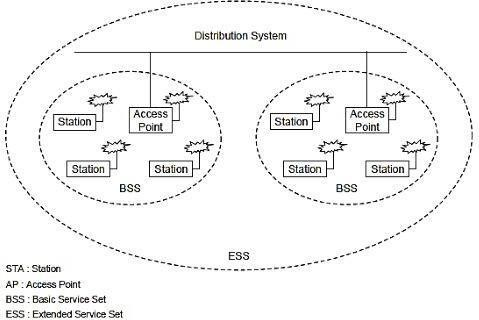 Distribution System
Station
Access
Point
Station
Station
BSS
Station
Access
Point
Station
Station
BSS
ESS
STA : Station
AP : Access Point
BSS : Basic Service Set
ESS : Extended Service Set